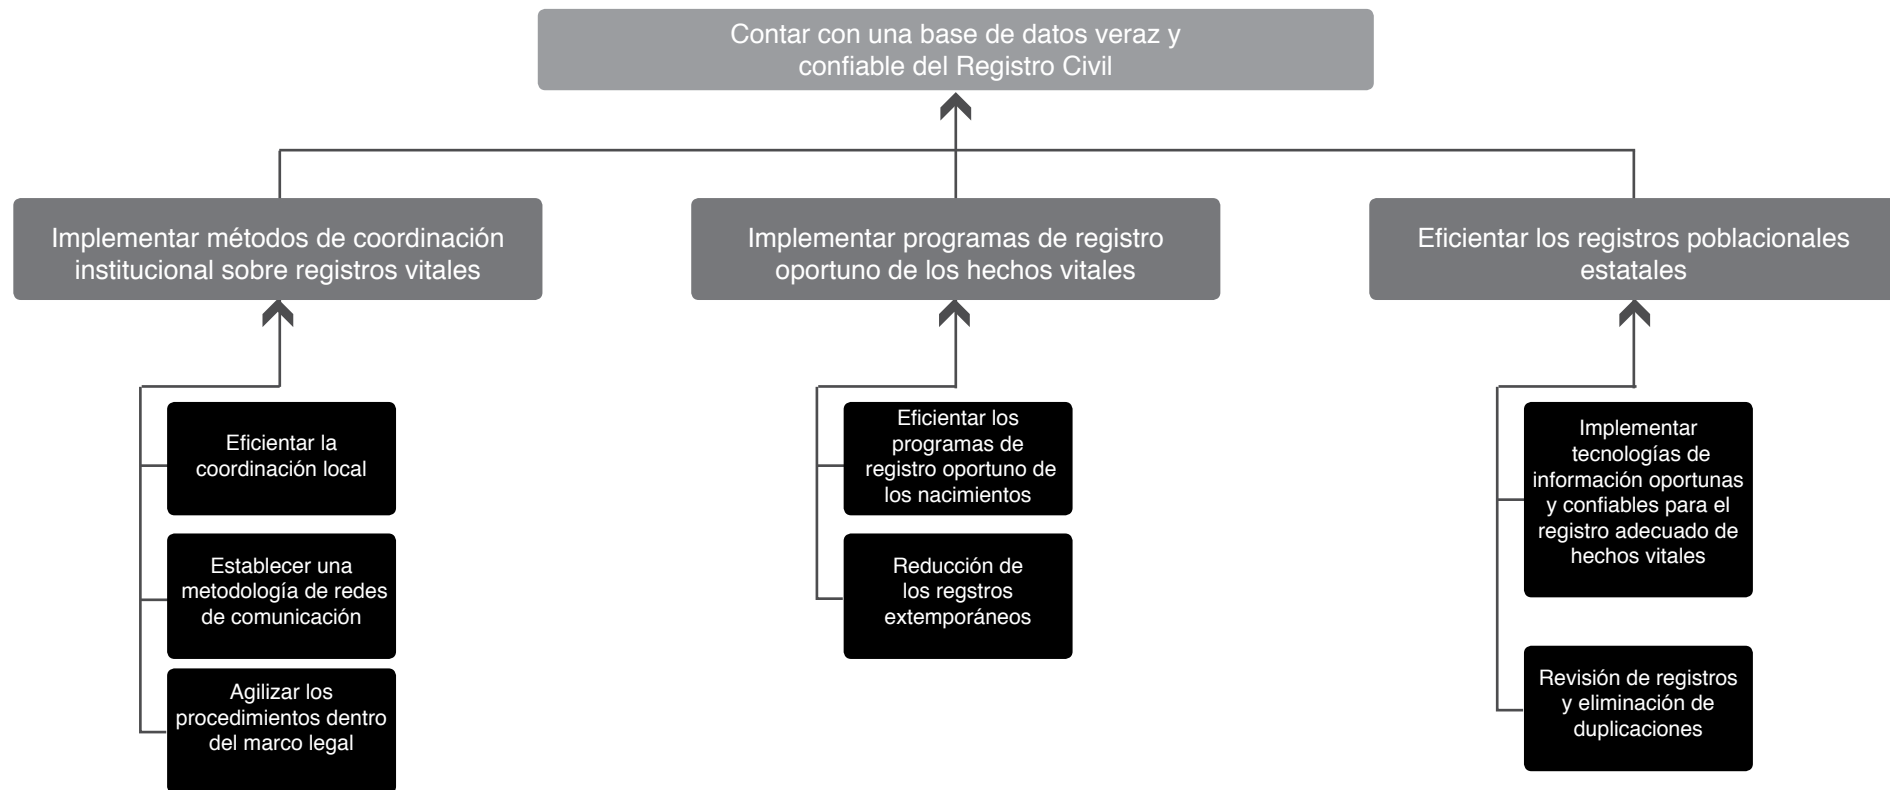 Contar con una base de datos veraz y
confiable del Registro Civil
Implementar métodos de coordinación
institucional sobre registros vitales
Implementar programas de registro
oportuno de los hechos vitales
Eficientar los registros poblacionales
estatales
Eficientar la
coordinación local
Establecer una
metodología de redes
de comunicación
Agilizar los
procedimientos dentro
del marco legal
Eficientar los
programas de
registro oportuno de
los nacimientos
Reducción de
los regstros
extemporáneos
Implementar
tecnologías de
información oportunas
y confiables para el
registro adecuado de
hechos vitales
Revisión de registros
y eliminación de
duplicaciones